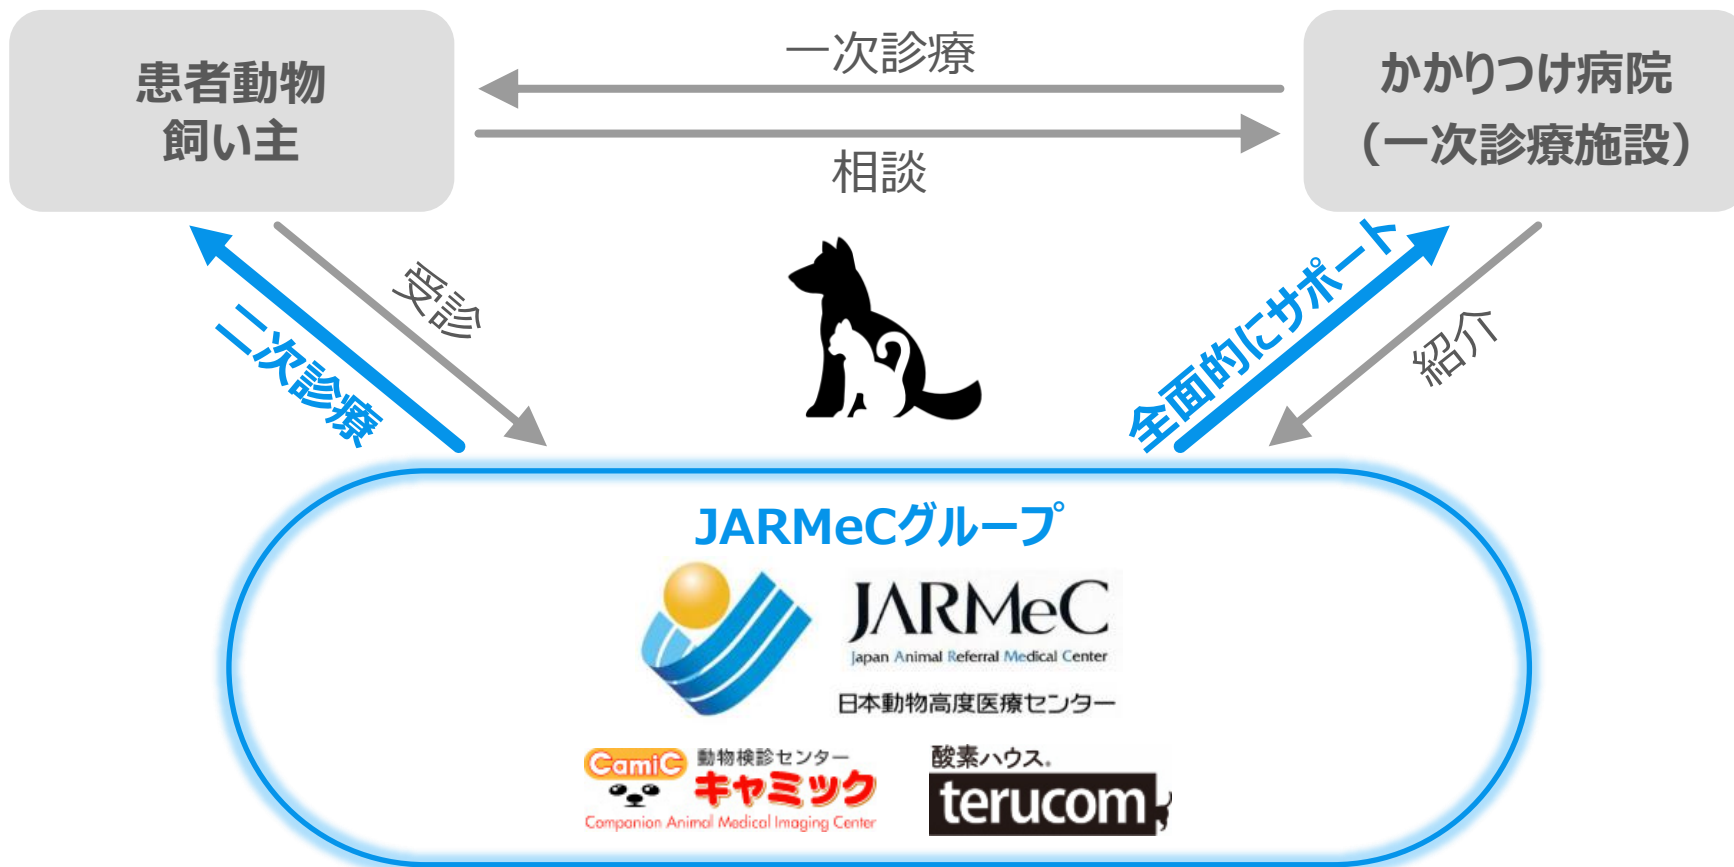 患者動物
飼い主
一次診療
相談
かかりつけ病院
（一次診療施設）
二次診療
受診
全面的にサポート
紹介
JARMeCグループ
JARMeC
Japan Animal Referral Medical Center
日本動物高度医療センター
CamiC
動物検診センター
キャミック
Companion Animal Medical Imaging Center
酸素ハウス®
terucom